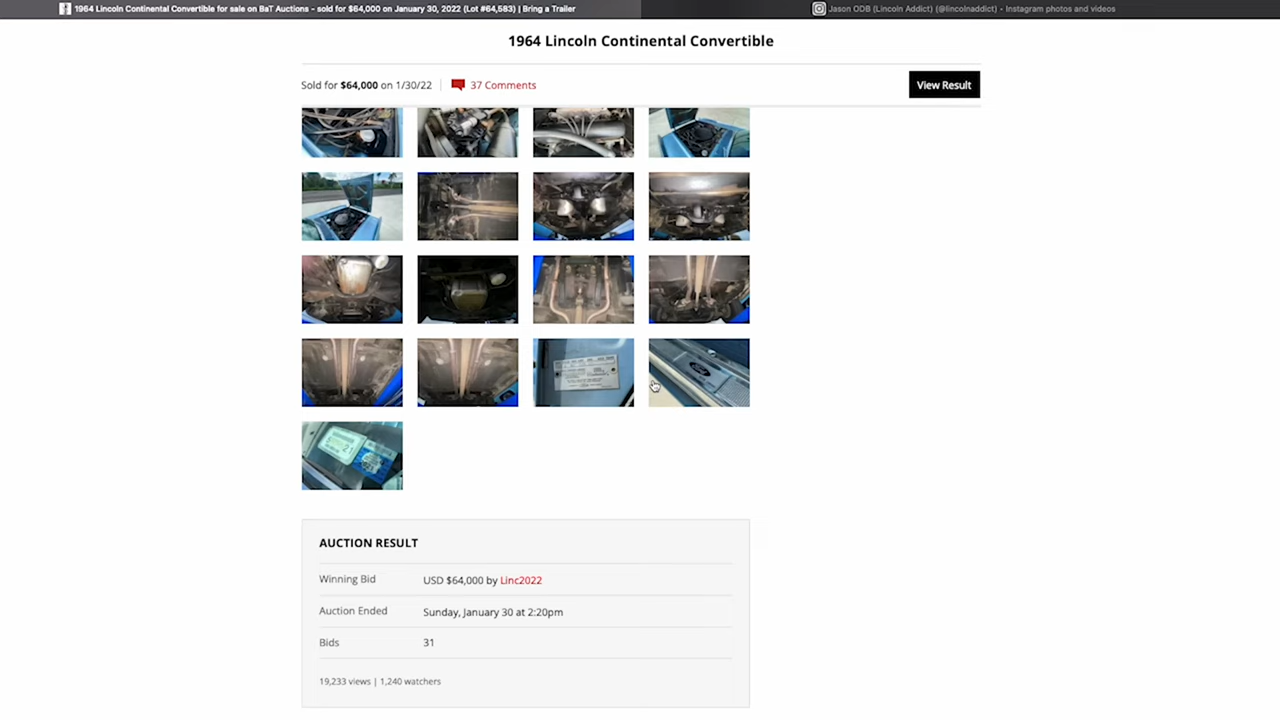 1964 Lincoln Continental Convertible for sale on BaT Auctions - sold for $64,000 on January 30, 2022 (Lot #64,583) | Bring a Trailer
Jason ODB (Lincoln Addict) (@lincolnaddict) • Instagram photos and videos
1964 Lincoln Continental Convertible
Sold for $64,000 on 1/30/22
37 Comments
View Result
Ford
AUCTION RESULT
Winning Bid
USD $64,000 by Linc2022
Auction Ended
Sunday, January 30 at 2:20pm
Bids
31
19,233 views | 1,240 watchers